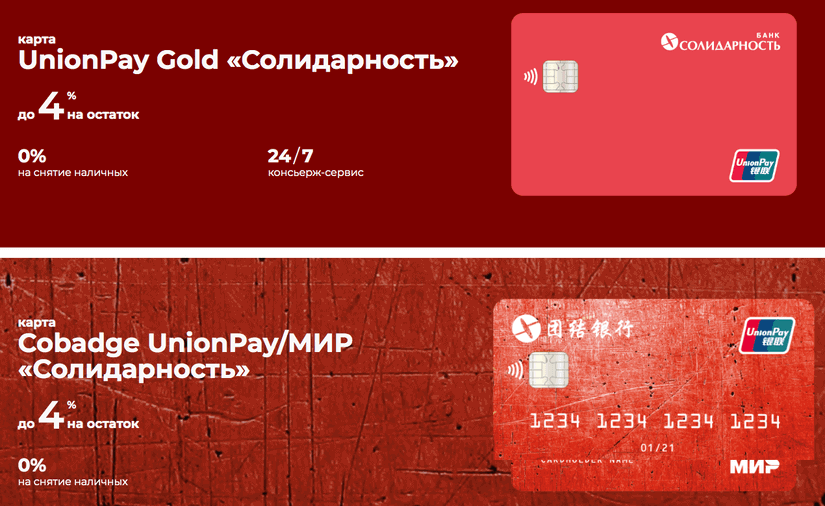 карта
UnionPay Gold «Солидарность»
до 4% на остаток
0%
на снятие наличных
24/7
консьерж-сервис
БАНК
СОЛИДАРНОСТЬ
UnionPay
银联
карта
Cobadge UnionPay/МИР
«Солидарность»
до 4% на остаток
0%
на снятие наличных
团结银行
UnionPay
银联
1234 1234 1234 1234
01/21
CARDHOLDER NAME
МИР